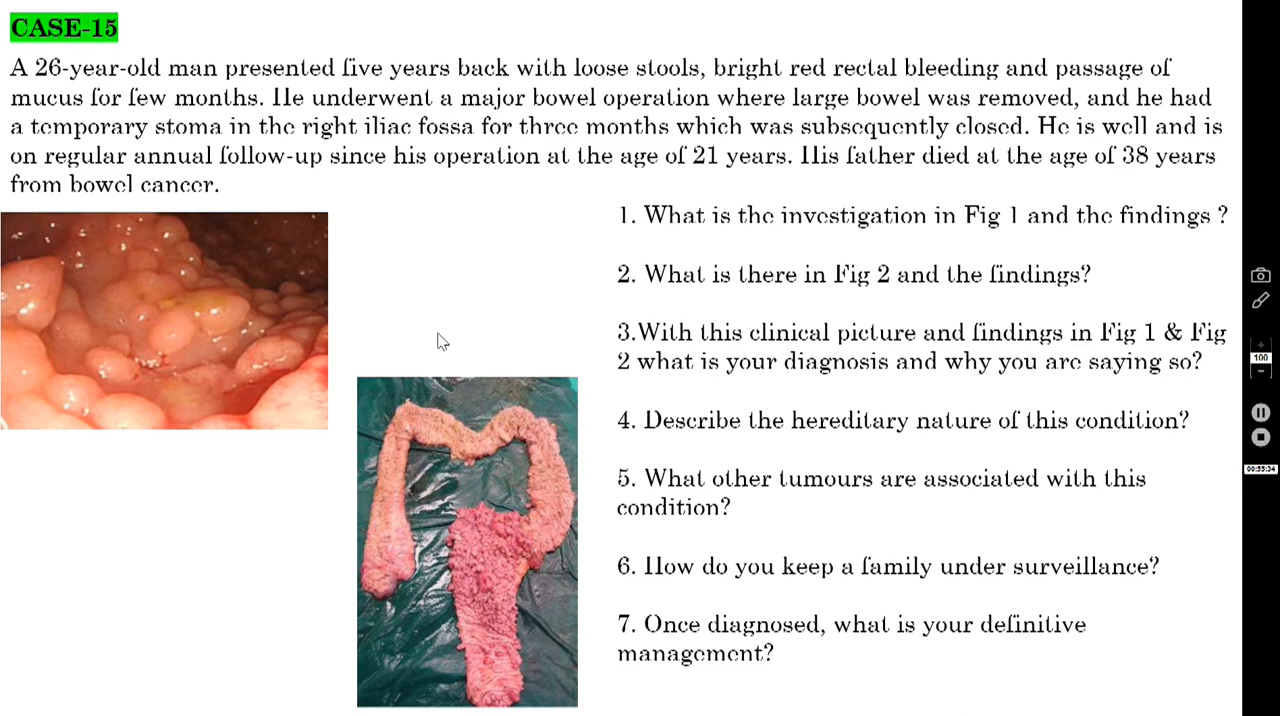 CASE-15
A 26-year-old man presented five years back with loose stools, bright red rectal bleeding and passage of
mucus for few months. He underwent a major bowel operation where large bowel was removed, and he had
a temporary stoma in the right iliac fossa for three months which was subsequently closed. He is well and is
on regular annual follow-up since his operation at the age of 21 years. His father died at the age of 38 years
from bowel cancer.
1. What is the investigation in Fig 1 and the findings ?
2. What is there in Fig 2 and the findings?
3.With this clinical picture and findings in Fig 1 & Fig
2 what is your diagnosis and why you are saying so?
4. Describe the hereditary nature of this condition?
5. What other tumours are associated with this
condition?
6. How do you keep a family under surveillance?
7. Once diagnosed, what is your definitive
management?
100
00:55:34